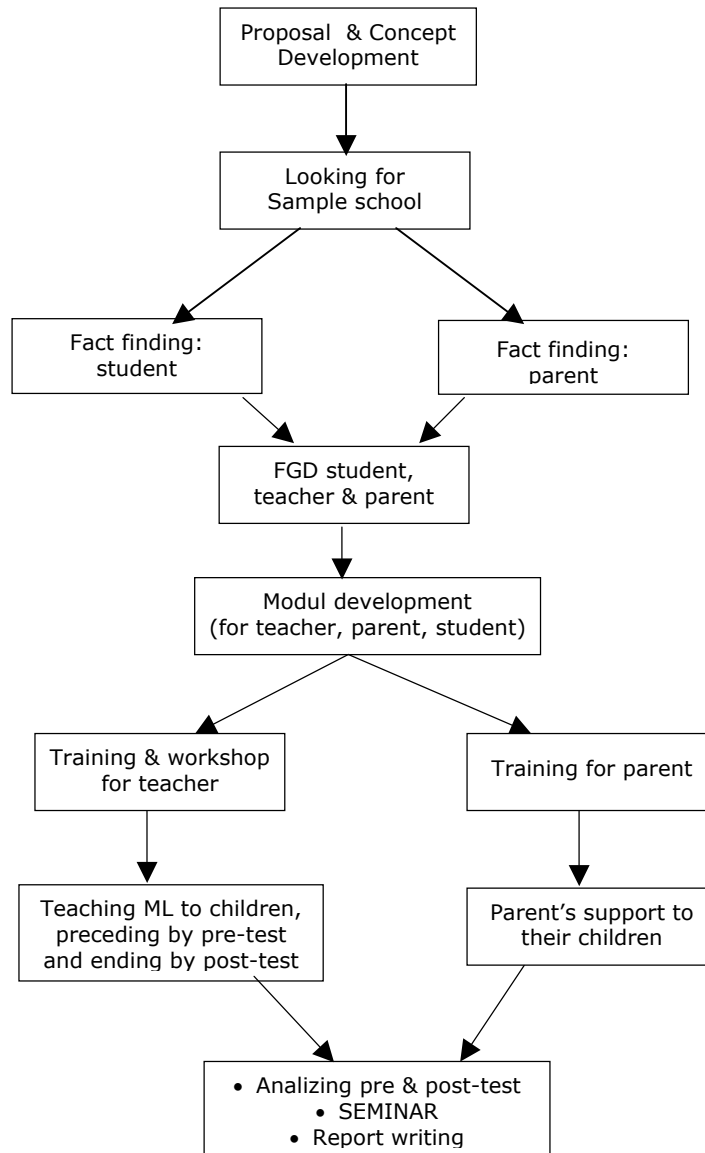 Proposal & Concept
Development
Looking for
Sample school
Fact finding:
student
Fact finding:
parent
FGD student,
teacher & parent
Modul development
(for teacher, parent, student)
Training & workshop
for teacher
Training for parent
Teaching ML to children,
preceding by pre-test
and ending by post-test
Parent’s support to
their children
• Analizing pre & post-test
• SEMINAR
• Report writing